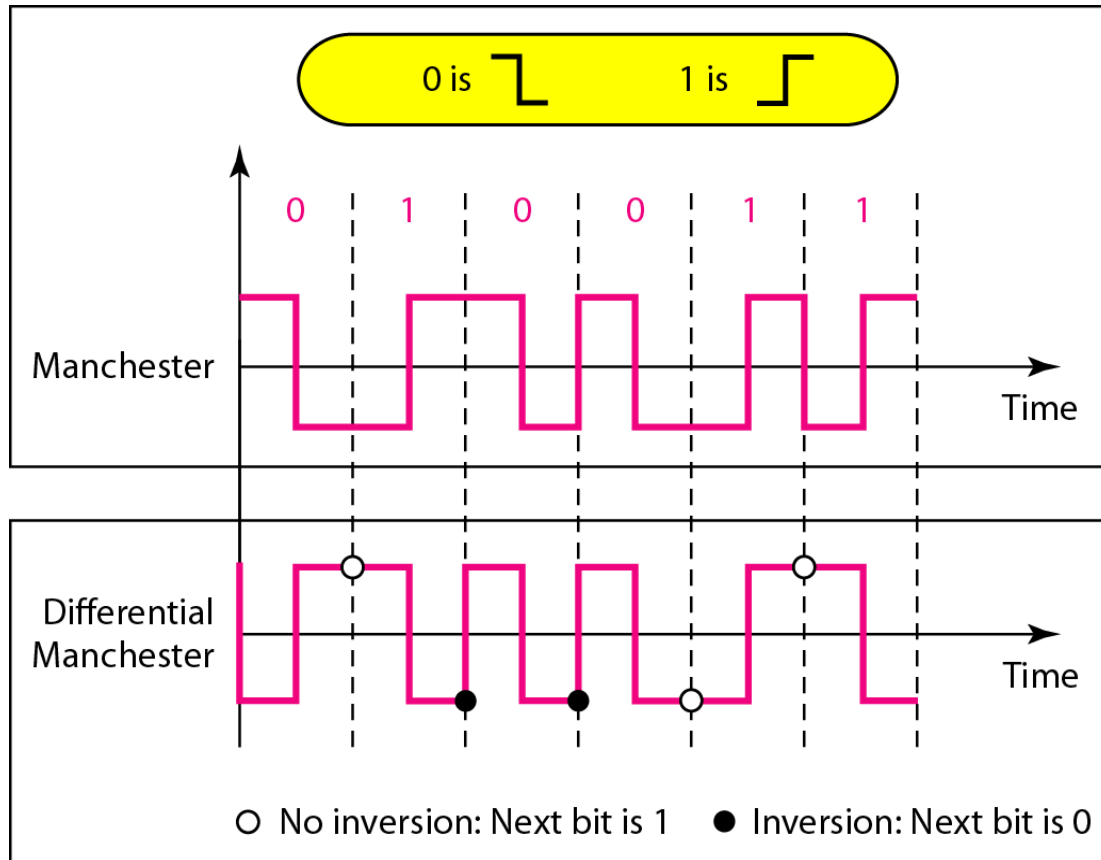 0 is 1 is
0 1 0 0 1 1
Manchester
Time
Differential
Manchester
Time
No inversion: Next bit is 1 Inversion: Next bit is 0